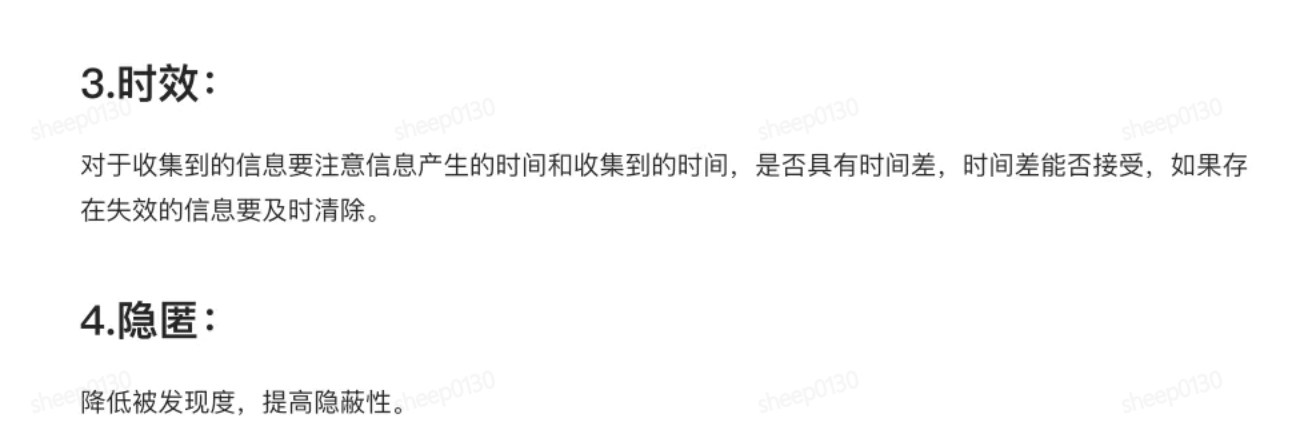 3.时效：
sheep0130 sheep0130 sheep0130 sheep0130
对于收集到的信息要注意信息产生的时间和收集到的时间，是否具有时间差，时间差能否接受，如果存
在失效的信息要及时清除。
4.隐匿：
sheep0130 sheep0130 sheep0130 sheep0130
降低被发现度，提高隐蔽性。